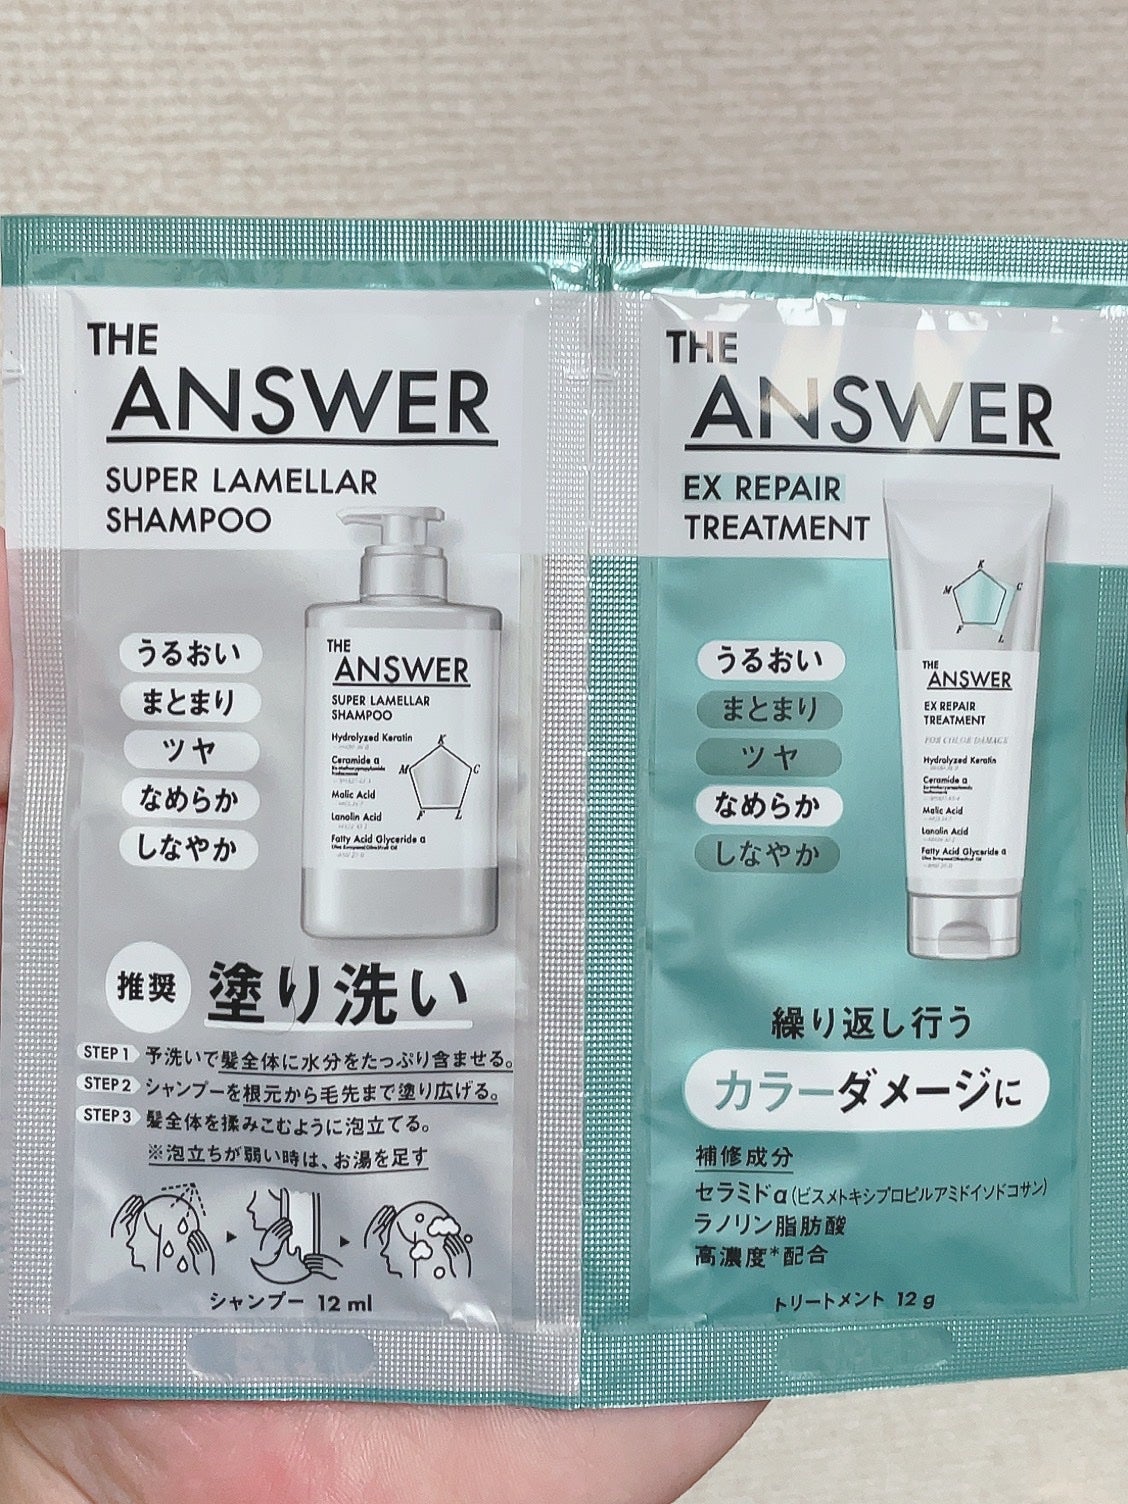 THE
ANSWER
SUPER LAMELLAR
SHAMPOO
うるおい
まとまり
ツヤ
なめらか
しなやか
THE
ANSWER
SUPER LAMELLAR
SHAMPOO
Hydrolyzed Keratin
Ceramide α
Malic Acid
Lanolin Acid
Fatty Acid Glyceride α
K
M
C
F
L
推奨
塗り洗い
STEP 1 予洗いで髪全体に水分をたっぷり含ませる。
STEP 2 シャンプーを根元から毛先まで塗り広げる。
STEP 3 髪全体を揉みこむように泡立てる。
※泡立ちが弱い時は、お湯を足す
シャンプー 12 ml
THE
ANSWER
EX REPAIR
TREATMENT
うるおい
まとまり
ツヤ
なめらか
しなやか
K
M
C
F
L
THE
ANSWER
EX REPAIR
TREATMENT
FOR COLOR DAMAGE
Hydrolyzed Keratin
Ceramide α
Malic Acid
Lanolin Acid
Fatty Acid Glyceride α
繰り返し行う
カラーダメージに
補修成分
セラミドα(ビスメトキシプロピルアミドイソドコサン)
ラノリン脂肪酸
高濃度*配合
トリートメント 12 g